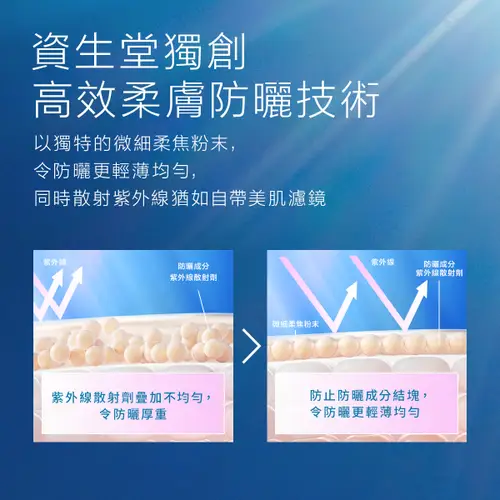 資生堂獨創
高效柔膚防曬技術
以獨特的微細柔焦粉末，
令防曬更輕薄均勻，
同時散射紫外線猶如自帶美肌濾鏡
紫外線
防曬成分
紫外線散射劑
紫外線散射劑疊加不均勻，
令防曬厚重
紫外線
防曬成分
紫外線散射劑
微細柔焦粉末
防止防曬成分結塊，
令防曬更輕薄均勻